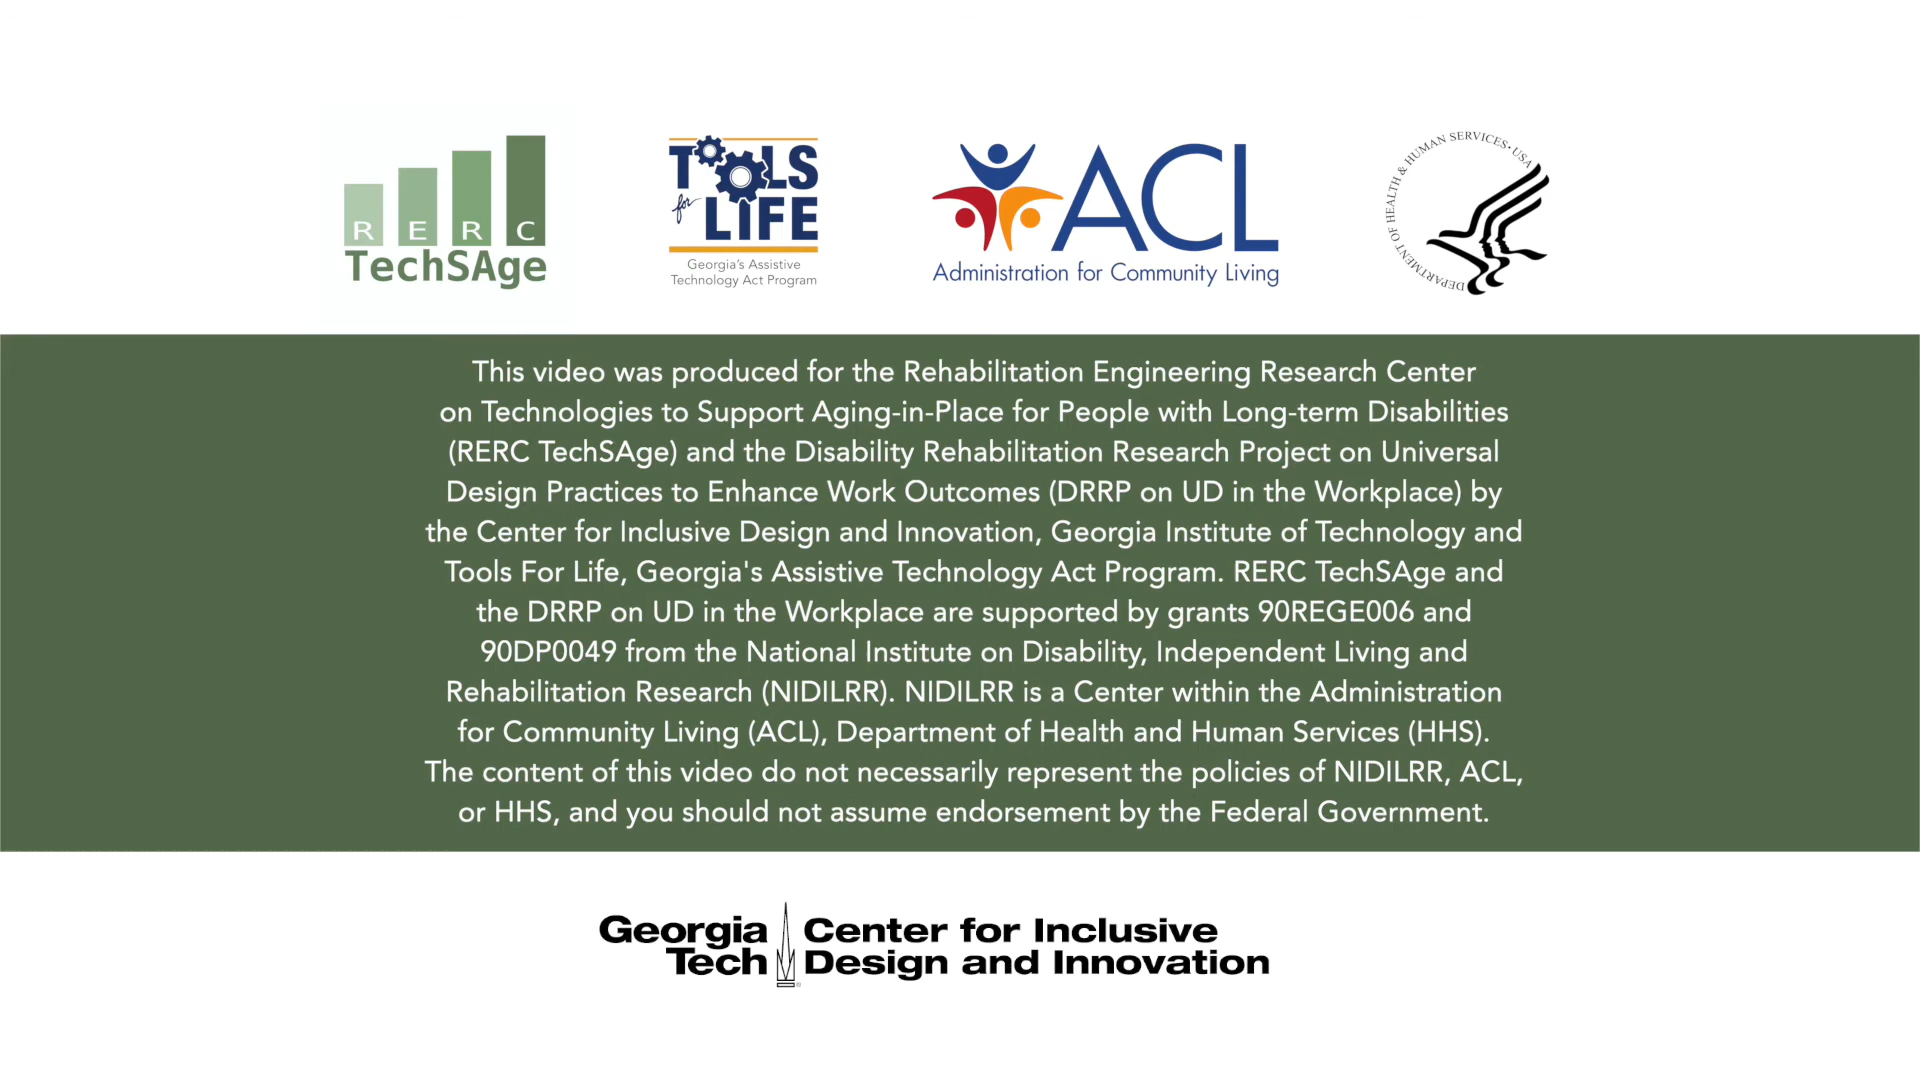 RERC
TechSAge
TOOLS
for LIFE
Georgia's Assistive
Technology Act Program
ACL
Administration for Community Living
DEPARTMENT OF HEALTH & HUMAN SERVICES • USA
This video was produced for the Rehabilitation Engineering Research Center
on Technologies to Support Aging-in-Place for People with Long-term Disabilities
(RERC TechSAge) and the Disability Rehabilitation Research Project on Universal
Design Practices to Enhance Work Outcomes (DRRP on UD in the Workplace) by
the Center for Inclusive Design and Innovation, Georgia Institute of Technology and
Tools For Life, Georgia's Assistive Technology Act Program. RERC TechSAge and
the DRRP on UD in the Workplace are supported by grants 90REGE006 and
90DP0049 from the National Institute on Disability, Independent Living and
Rehabilitation Research (NIDILRR). NIDILRR is a Center within the Administration
for Community Living (ACL), Department of Health and Human Services (HHS).
The content of this video do not necessarily represent the policies of NIDILRR, ACL,
or HHS, and you should not assume endorsement by the Federal Government.
Georgia
Tech
Center for Inclusive
Design and Innovation